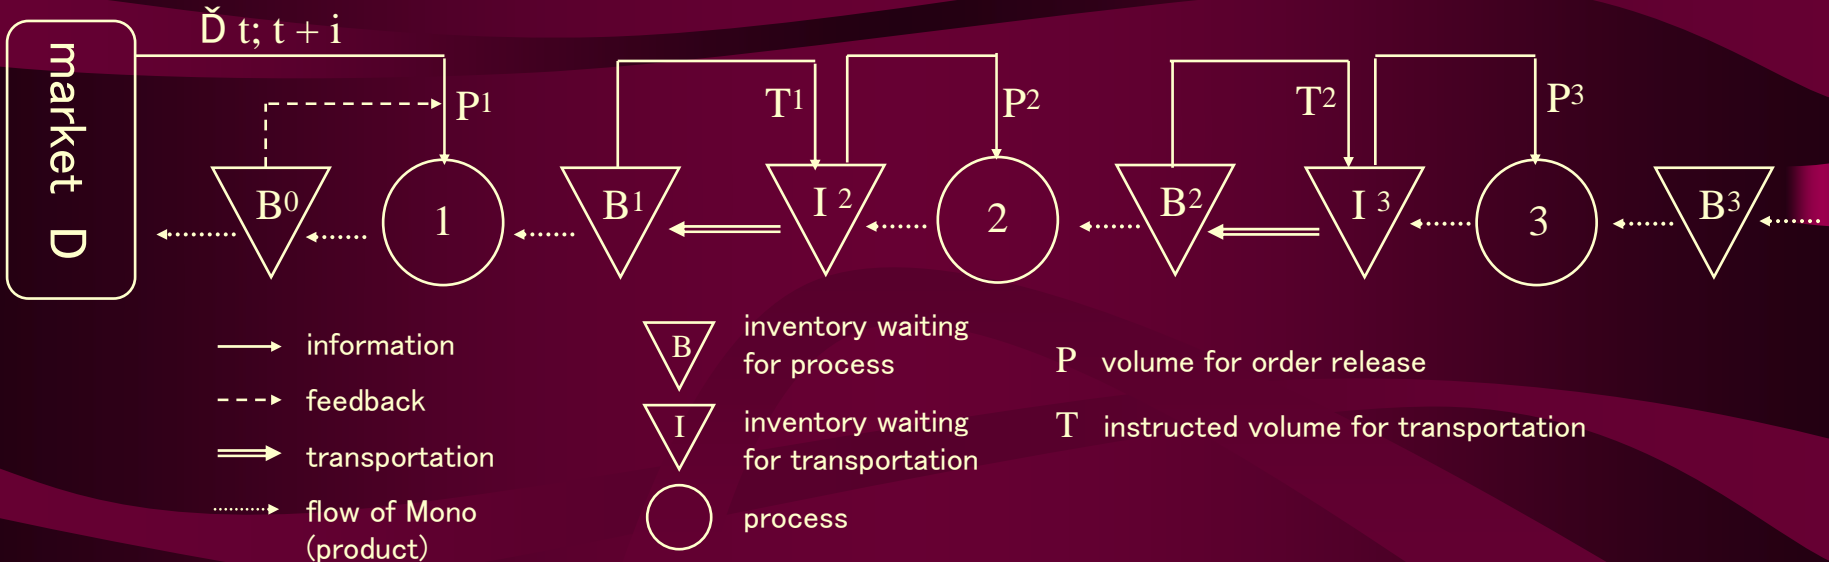 Ď t; t + i
market D
P1
T1
P2
T2
P3
B0
1
B1
I 2
2
B2
I 3
3
B3
information
feedback
transportation
flow of Mono
(product)
B
inventory waiting
for process
I
inventory waiting
for transportation
process
P volume for order release
T instructed volume for transportation